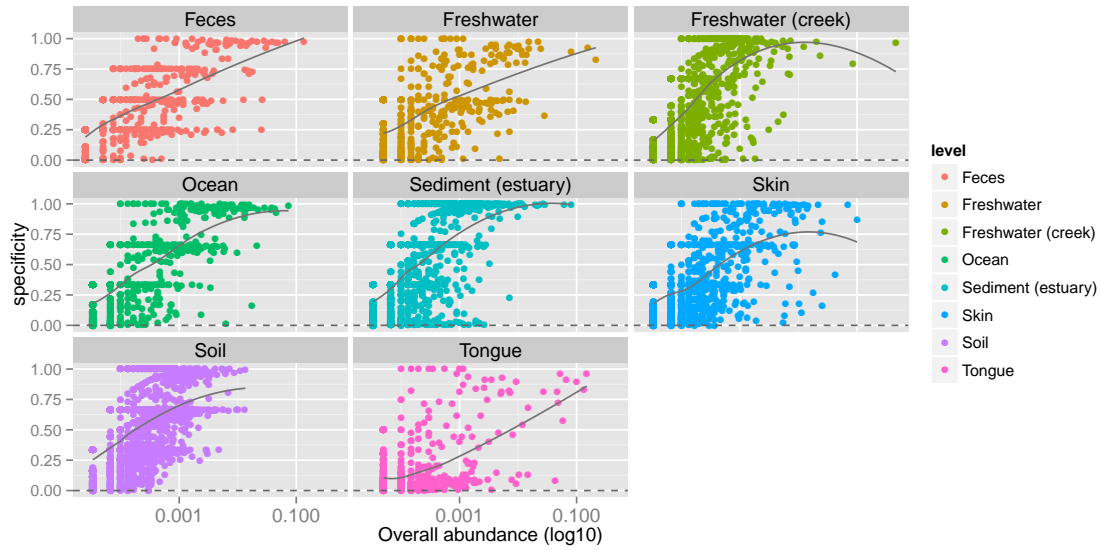 Feces
Freshwater
Freshwater (creek)
1.00
0.75
0.50
0.25
0.00
Ocean
Sediment (estuary)
Skin
1.00
0.75
0.50
0.25
0.00
specificity
Soil
Tongue
1.00
0.75
0.50
0.25
0.00
0.001
0.100
0.001
0.100
Overall abundance (log10)
level
Feces
Freshwater
Freshwater (creek)
Ocean
Sediment (estuary)
Skin
Soil
Tongue